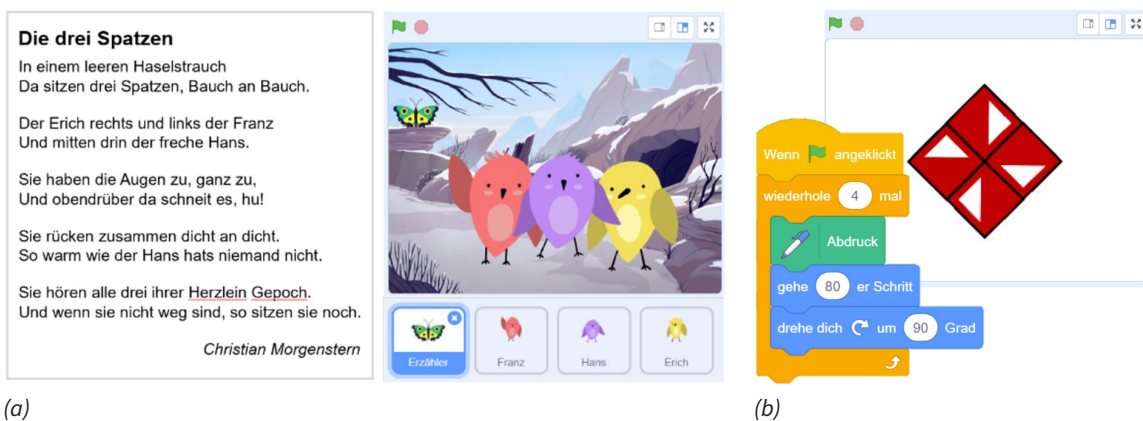 Die drei Spatzen
In einem leeren Haselstrauch
Da sitzen drei Spatzen, Bauch an Bauch.
Der Erich rechts und links der Franz
Und mitten drin der freche Hans.
Sie haben die Augen zu, ganz zu,
Und obendrüber da schneit es, hu!
Sie rücken zusammen dicht an dicht.
So warm wie der Hans hats niemand nicht.
Sie hören alle drei ihrer Herzlein Gepoch.
Und wenn sie nicht weg sind, so sitzen sie noch.
Christian Morgenstern
Erzähler
Franz
Hans
Erich
(a)
Wenn angeklickt
wiederhole 4 mal
Abdruck
gehe 80 er Schritt
drehe dich um 90 Grad
(b)